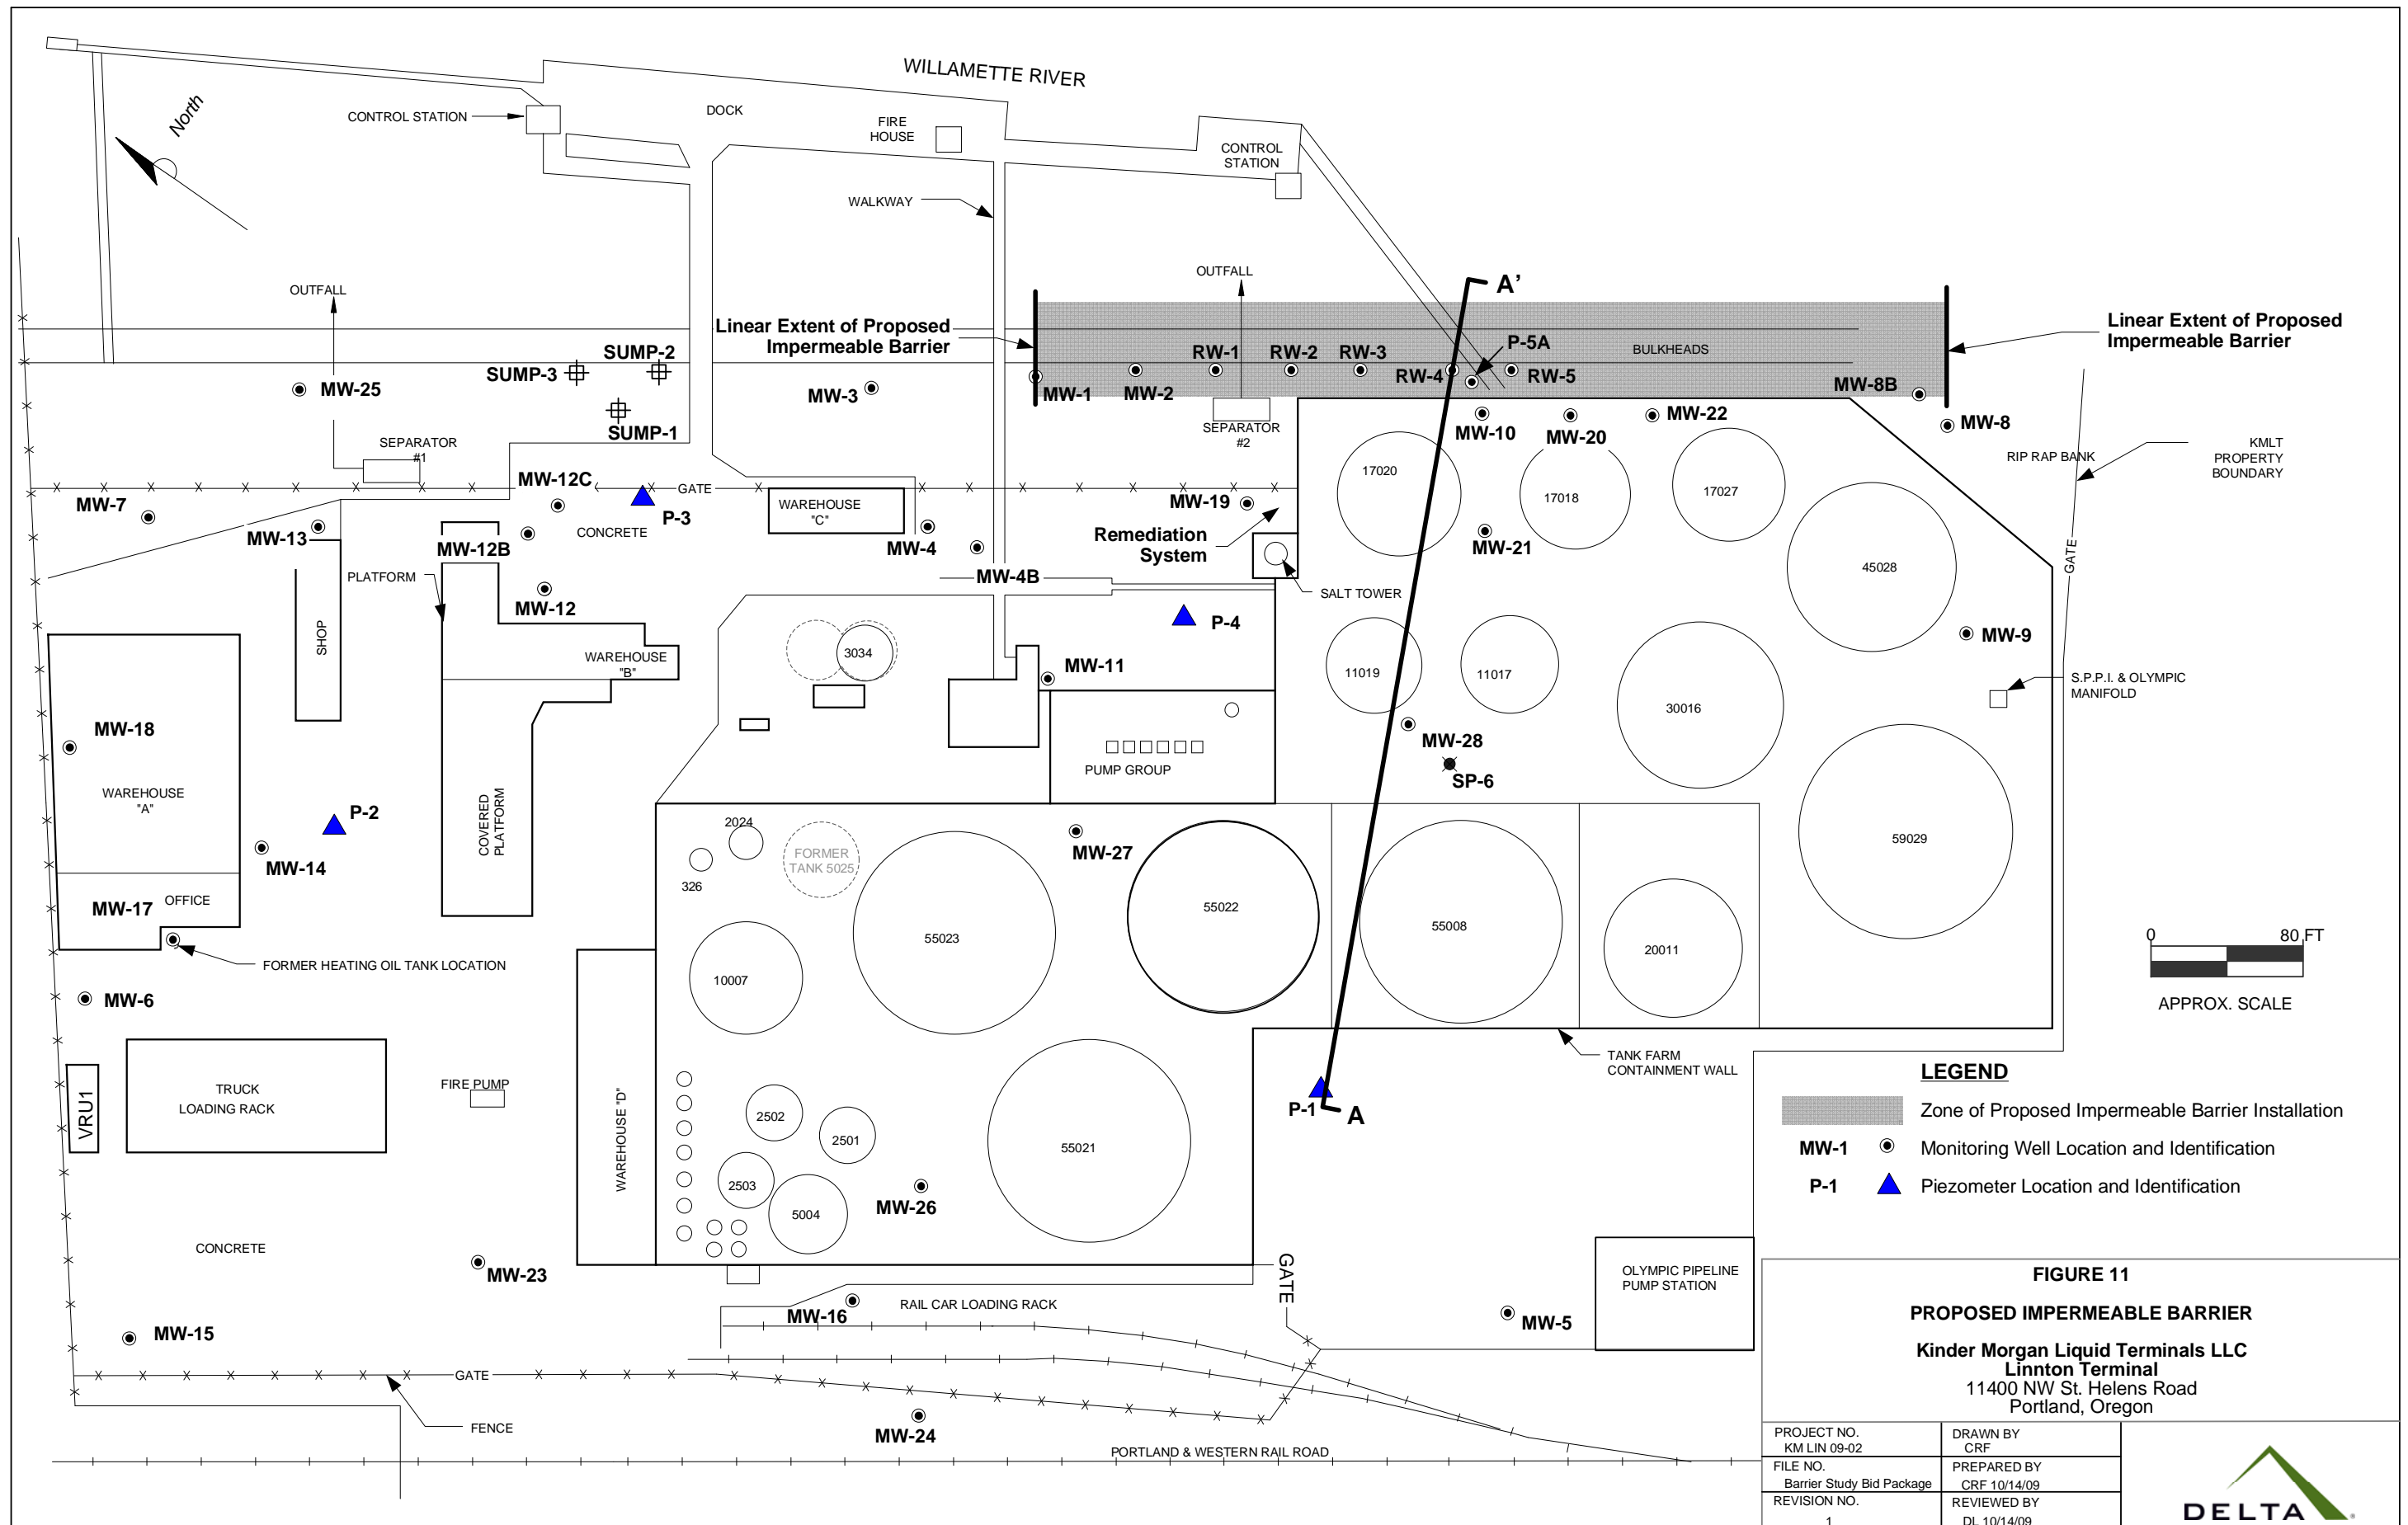 WILLAMETTE RIVER
North
CONTROL STATION
DOCK
FIRE
HOUSE
CONTROL
STATION
WALKWAY
OUTFALL
OUTFALL
A'
Linear Extent of Proposed
Impermeable Barrier
Linear Extent of Proposed
Impermeable Barrier
SUMP-2
SUMP-3
SUMP-1
RW-1
RW-2
RW-3
RW-4
P-5A
RW-5
BULKHEADS
MW-25
MW-3
MW-1
MW-2
MW-8B
MW-8
MW-10
MW-20
MW-22
SEPARATOR
#1
SEPARATOR
#2
RIP RAP BANK
KMLT
PROPERTY
BOUNDARY
MW-7
MW-13
MW-12C
MW-12B
GATE
P-3
CONCRETE
WAREHOUSE
"C"
MW-4
MW-4B
MW-19
Remediation
System
17020
17018
17027
MW-21
45028
GATE
PLATFORM
MW-12
SHOP
WAREHOUSE
"B"
3034
MW-11
P-4
SALT TOWER
11019
11017
30016
MW-9
S.P.P.I. & OLYMPIC
MANIFOLD
MW-18
WAREHOUSE
"A"
P-2
MW-14
COVERED
PLATFORM
PUMP GROUP
MW-28
SP-6
2024
326
FORMER
TANK 5025
55023
MW-27
55022
55008
20011
59029
MW-17
OFFICE
FORMER HEATING OIL TANK LOCATION
10007
0
80 FT
APPROX. SCALE
MW-6
VRU1
TRUCK
LOADING RACK
FIRE PUMP
WAREHOUSE "D"
2502
2501
2503
5004
MW-26
55021
P-1
A
TANK FARM
CONTAINMENT WALL
LEGEND
Zone of Proposed Impermeable Barrier Installation
MW-1
Monitoring Well Location and Identification
P-1
Piezometer Location and Identification
CONCRETE
MW-23
MW-15
MW-16
RAIL CAR LOADING RACK
GATE
MW-5
OLYMPIC PIPELINE
PUMP STATION
GATE
FENCE
MW-24
PORTLAND & WESTERN RAIL ROAD
FIGURE 11
PROPOSED IMPERMEABLE BARRIER
Kinder Morgan Liquid Terminals LLC
Linnton Terminal
11400 NW St. Helens Road
Portland, Oregon
PROJECT NO.
KM LIN 09-02
DRAWN BY
CRF
FILE NO.
Barrier Study Bid Package
PREPARED BY
CRF 10/14/09
REVISION NO.
1
REVIEWED BY
DL 10/14/09
DELTA